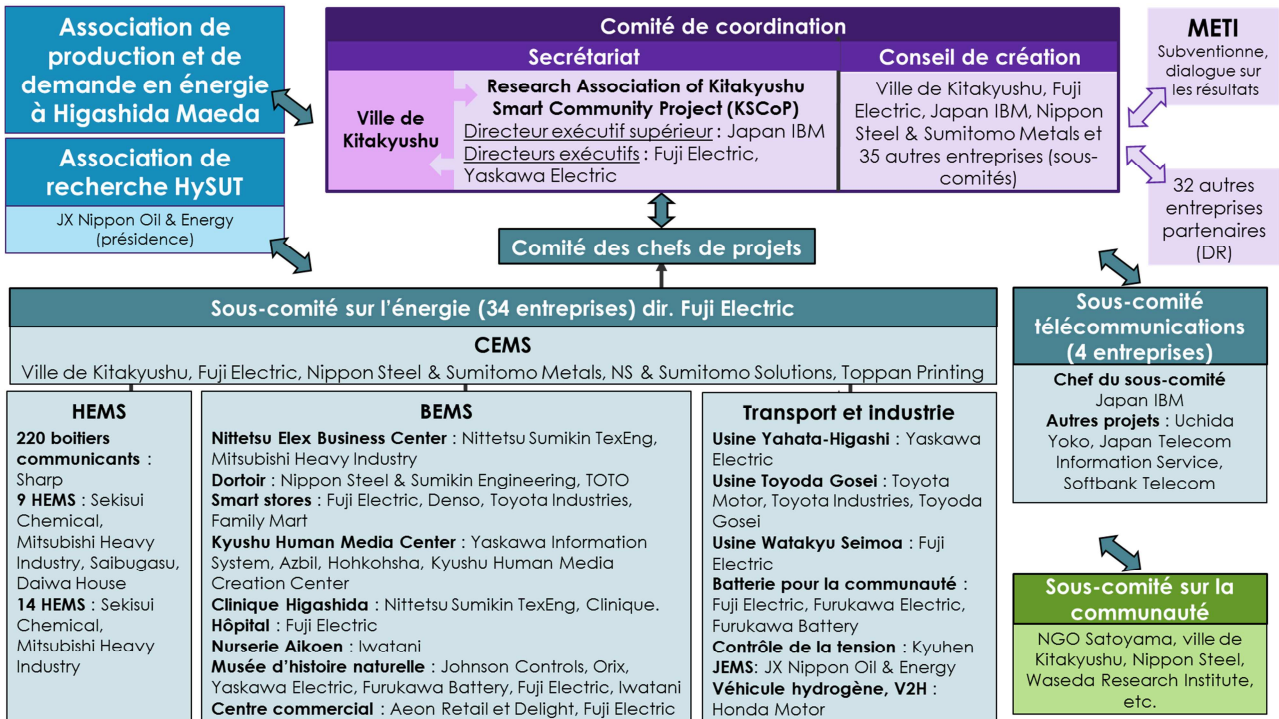 Association de
production et de
demande en énergie
à Higashida Maeda
Association de
recherche HySUT
JX Nippon Oil & Energy
(présidence)
Comité de coordination
Secrétariat
Ville de
Kitakyushu
Research Association of Kitakyushu
Smart Community Project (KSCoP)
Directeur exécutif supérieur : Japan IBM
Directeurs exécutifs : Fuji Electric,
Yaskawa Electric
Conseil de création
Ville de Kitakyushu, Fuji
Electric, Japan IBM, Nippon
Steel & Sumitomo Metals et
35 autres entreprises (sous-
comités)
METI
Subventionne,
dialogue sur
les résultats
32 autres
entreprises
partenaires
(DR)
Comité des chefs de projets
Sous-comité sur l'énergie (34 entreprises) dir. Fuji Electric
CEMS
Ville de Kitakyushu, Fuji Electric, Nippon Steel & Sumitomo Metals, NS & Sumitomo Solutions, Toppan Printing
HEMS
220 boitiers
communicants :
Sharp
9 HEMS : Sekisui
Chemical,
Mitsubishi Heavy
Industry, Saibugasu,
Daiwa House
14 HEMS : Sekisui
Chemical,
Mitsubishi Heavy
Industry
BEMS
Nittetsu Elex Business Center : Nittetsu Sumikin TexEng,
Mitsubishi Heavy Industry
Dortoir : Nippon Steel & Sumikin Engineering, TOTO
Smart stores : Fuji Electric, Denso, Toyota Industries,
Family Mart
Kyushu Human Media Center : Yaskawa Information
System, Azbil, Hohkohsha, Kyushu Human Media
Creation Center
Clinique Higashida : Nittetsu Sumikin TexEng, Clinique.
Hôpital : Fuji Electric
Nurserie Aikoen : Iwatani
Musée d'histoire naturelle : Johnson Controls, Orix,
Yaskawa Electric, Furukawa Battery, Fuji Electric, Iwatani
Centre commercial : Aeon Retail et Delight, Fuji Electric
Transport et industrie
Usine Yahata-Higashi : Yaskawa
Electric
Usine Toyoda Gosei : Toyota
Motor, Toyota Industries, Toyoda
Gosei
Usine Watakyu Seimoa : Fuji
Electric
Batterie pour la communauté :
Fuji Electric, Furukawa Electric,
Furukawa Battery
Contrôle de la tension : Kyuhen
JEMS: JX Nippon Oil & Energy
Véhicule hydrogène, V2H :
Honda Motor
Sous-comité
télécommunications
(4 entreprises)
Chef du sous-comité
Japan IBM
Autres projets : Uchida
Yoko, Japan Telecom
Information Service,
Softbank Telecom
Sous-comité sur la
communauté
NGO Satoyama, ville de
Kitakyushu, Nippon Steel,
Waseda Research Institute,
etc.